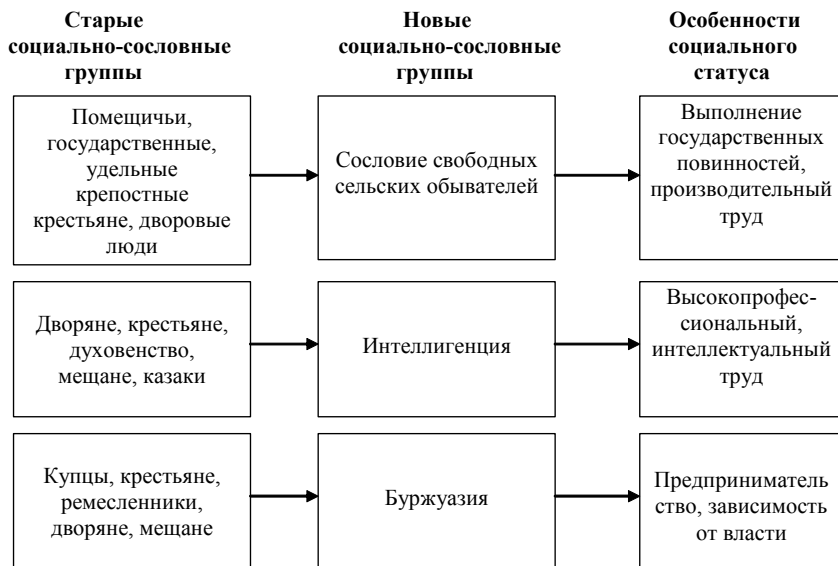 Старые
социально-сословные
группы
Новые
социально-сословные
группы
Особенности
социального
статуса
Помещичьи,
государственные,
удельные
крепостные
крестьяне, дворовые
люди
Сословие свободных
сельских обывателей
Выполнение
государственных
повинностей,
производительный
труд
Дворяне, крестьяне,
духовенство,
мещане, казаки
Интеллигенция
Высокопрофес-
сиональный,
интеллектуальный
труд
Купцы, крестьяне,
ремесленники,
дворяне, мещане
Буржуазия
Предприниматель
ство, зависимость
от власти